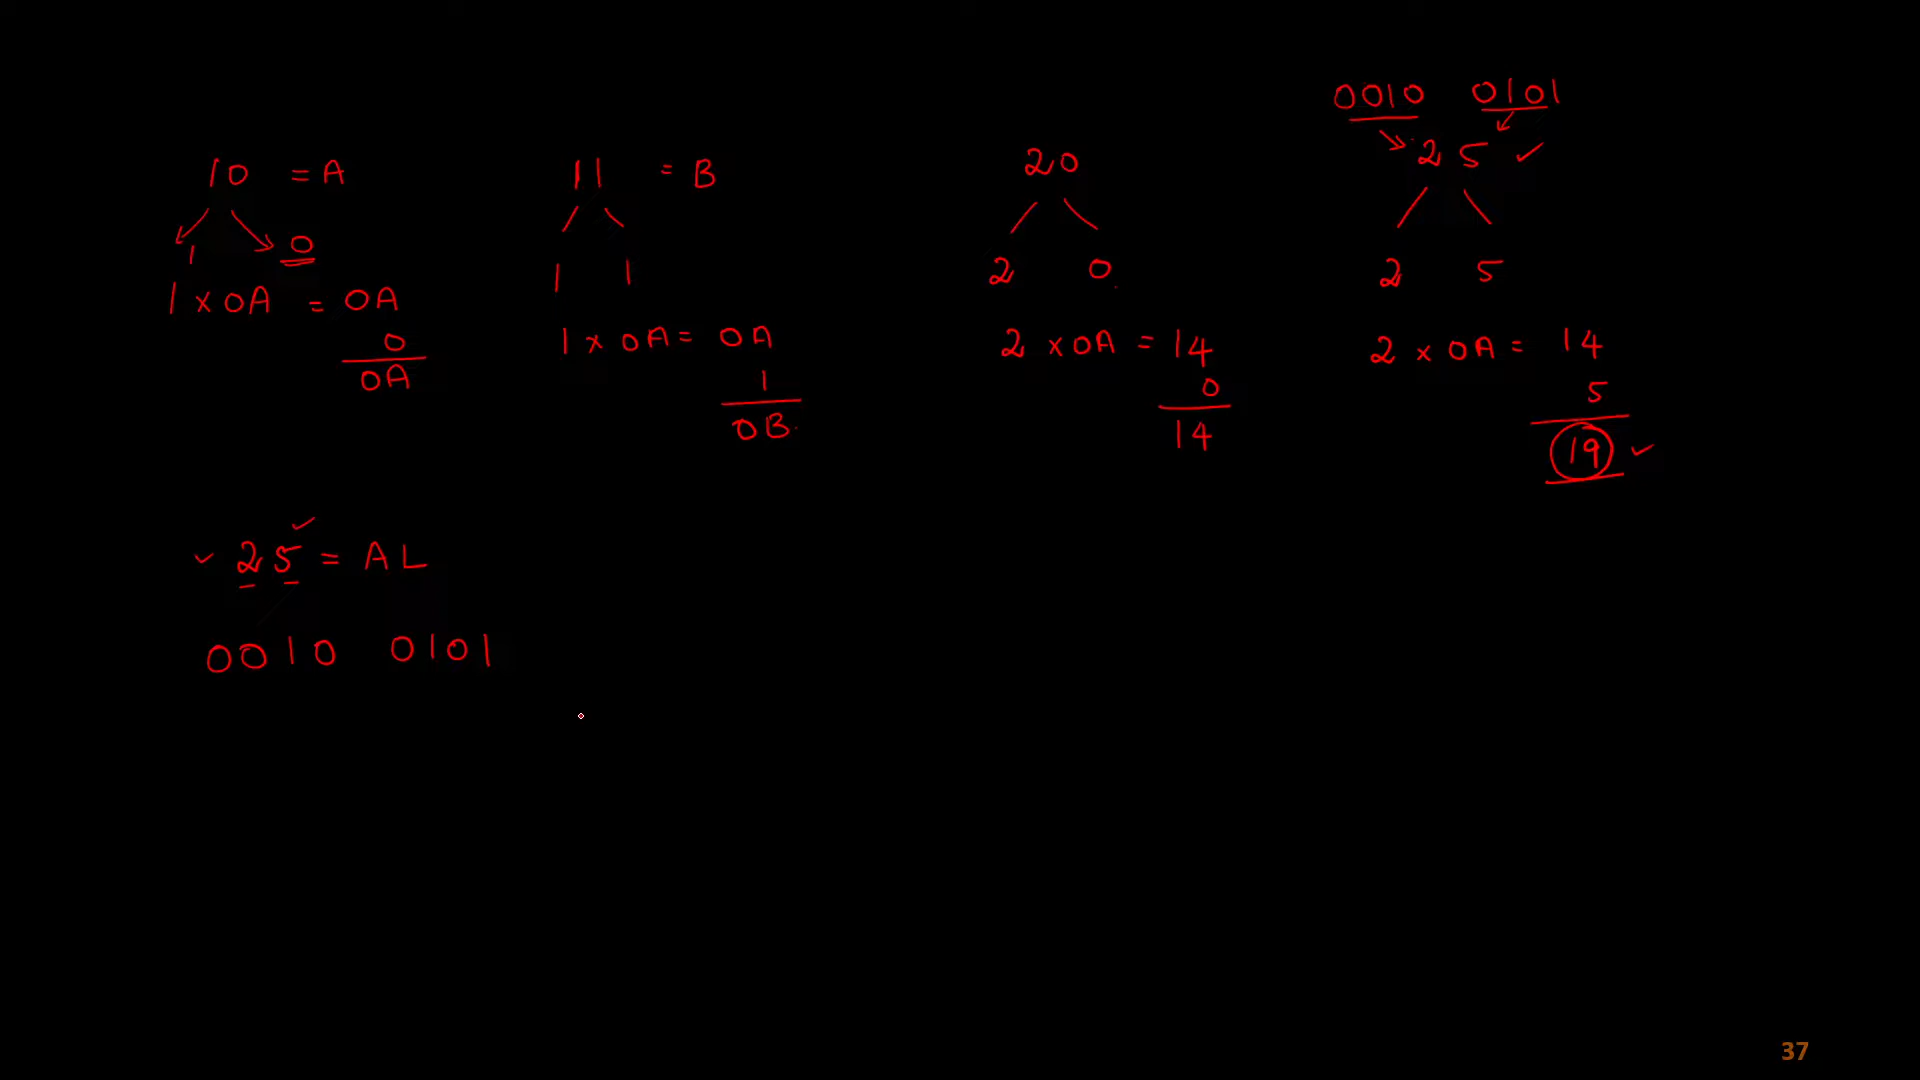 10 = A
1 0
1 x 0A = 0A
0
0A
11 = B
1 1
1 x 0A = 0A
1
0B
20
2 0
2 x 0A = 14
0
14
0010 0101
25 ✓
2 5
2 x 0A = 14
5
19 ✓
✓
✓ 25 = AL
0010 0101
37